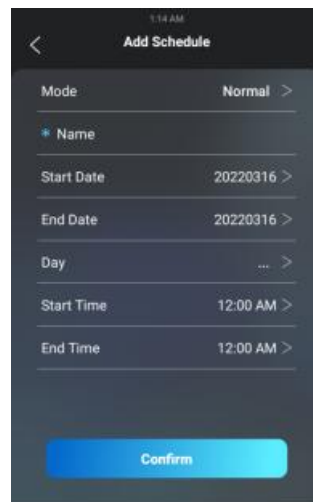 1:14 AM
< Add Schedule
Mode Normal >
* Name
Start Date 20220316 >
End Date 20220316 >
Day ... >
Start Time 12:00 AM >
End Time 12:00 AM >
Confirm